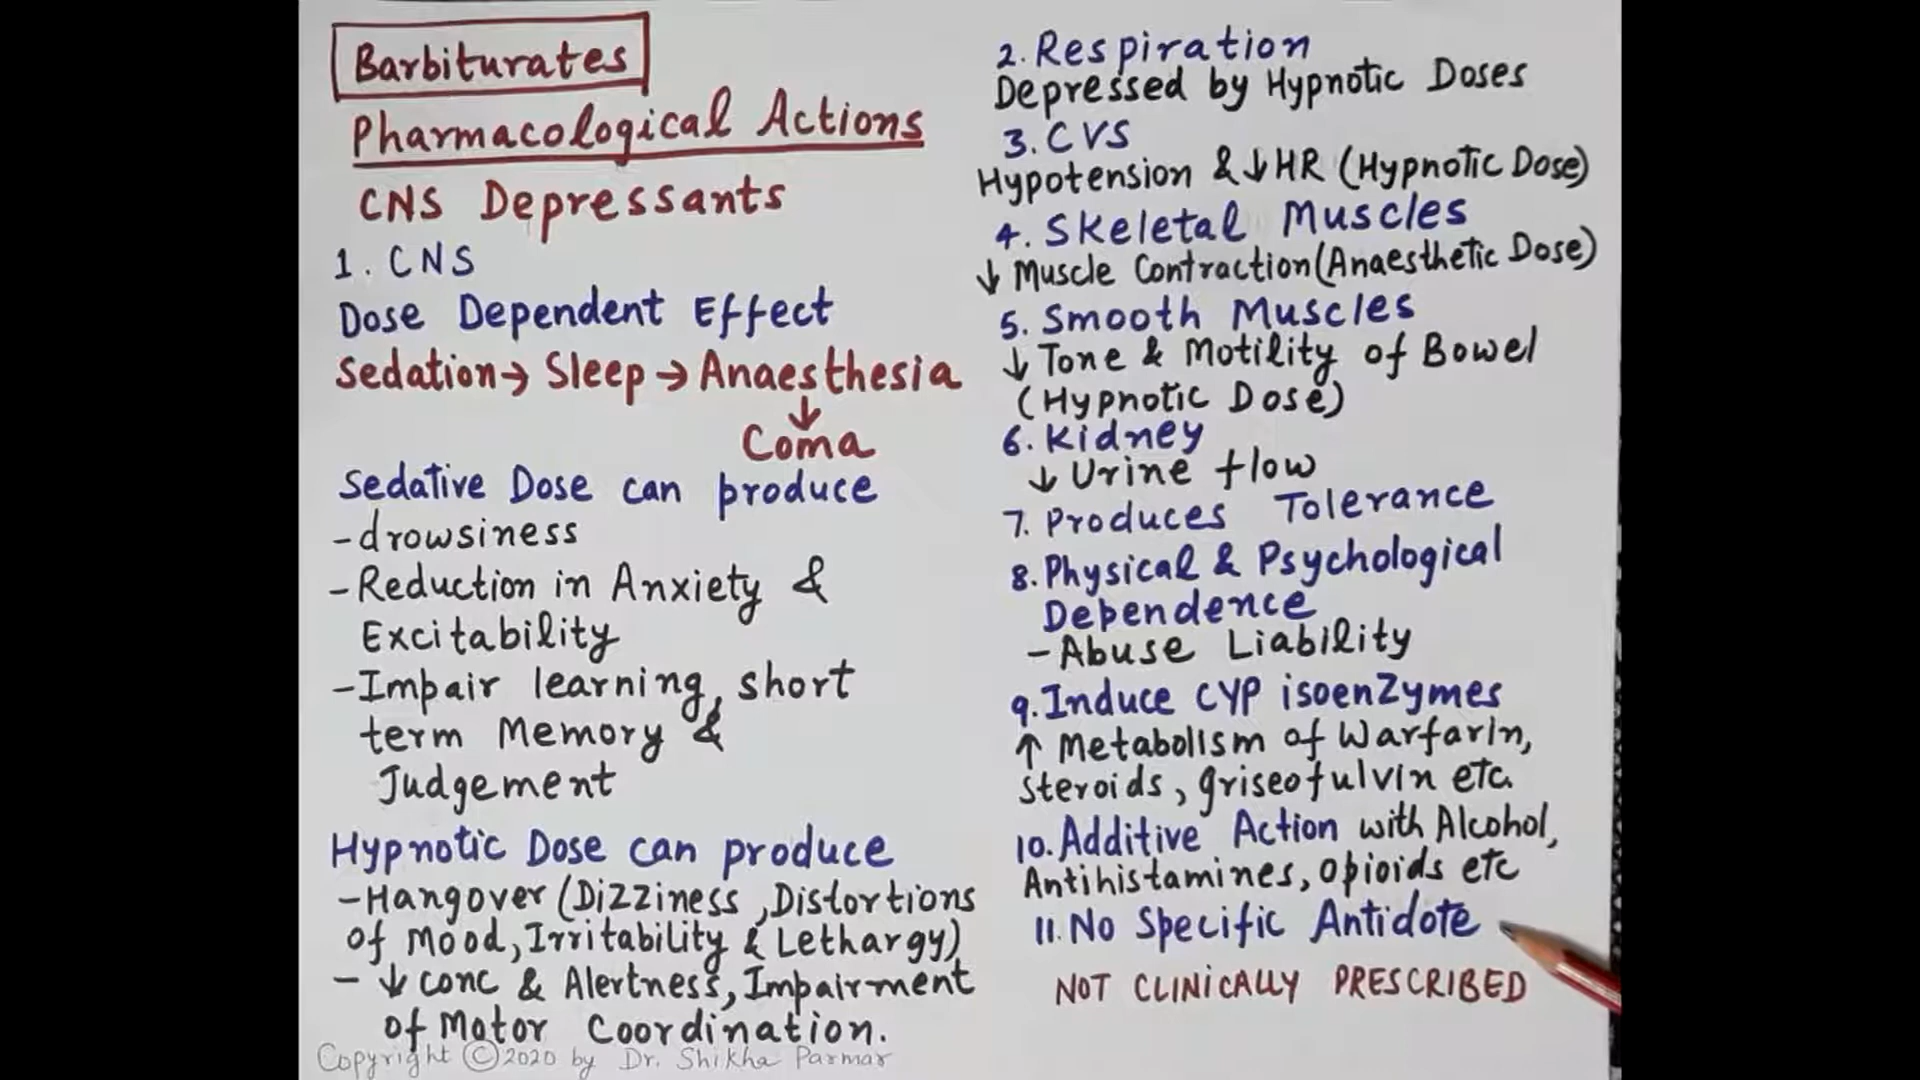 Barbiturates
Pharmacological Actions
CNS Depressants
1. CNS
Dose Dependent Effect
Sedation → Sleep → Anaesthesia
↓
Coma
Sedative Dose can produce
- drowsiness
- Reduction in Anxiety &
Excitability
- Impair learning, short
term Memory &
Judgement
Hypnotic Dose can produce
- Hangover (Dizziness, Distortions
of Mood, Irritability & Lethargy)
- ↓ conc & Alertness, Impairment
of Motor Coordination.
Copyright ©2020 by Dr. Shikha Parmar
2. Respiration
Depressed by Hypnotic Doses
3. CVS
Hypotension & ↓ HR (Hypnotic Dose)
4. Skeletal Muscles
↓ Muscle Contraction (Anaesthetic Dose)
5. Smooth Muscles
↓ Tone & Motility of Bowel
(Hypnotic Dose)
6. Kidney
↓ Urine flow
7. Produces Tolerance
8. Physical & Psychological
Dependence
- Abuse Liability
9. Induce CYP isoenzymes
↑ Metabolism of Warfarin,
Steroids, griseofulvin etc.
10. Additive Action with Alcohol,
Antihistamines, opioids etc
11. No Specific Antidote
NOT CLINICALLY PRESCRIBED